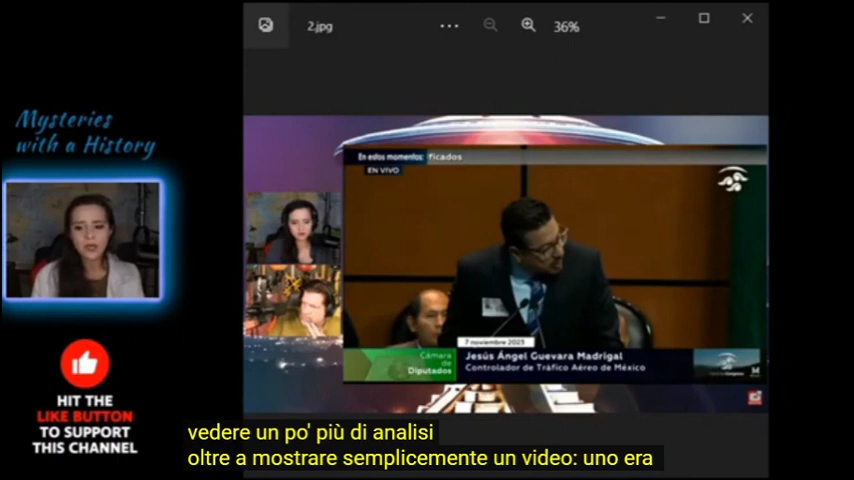 2.jpg
36%
Mysteries
with a History
En estos momentos: ificados
EN VIVO
7 noviembre 2023
Cámara
de
Diputados
Jesús Ángel Guevara Madrigal
Controlador de Tráfico Aéreo de México
HIT THE
LIKE BUTTON
TO SUPPORT
THIS CHANNEL
vedere un po' più di analisi
oltre a mostrare semplicemente un video: uno era